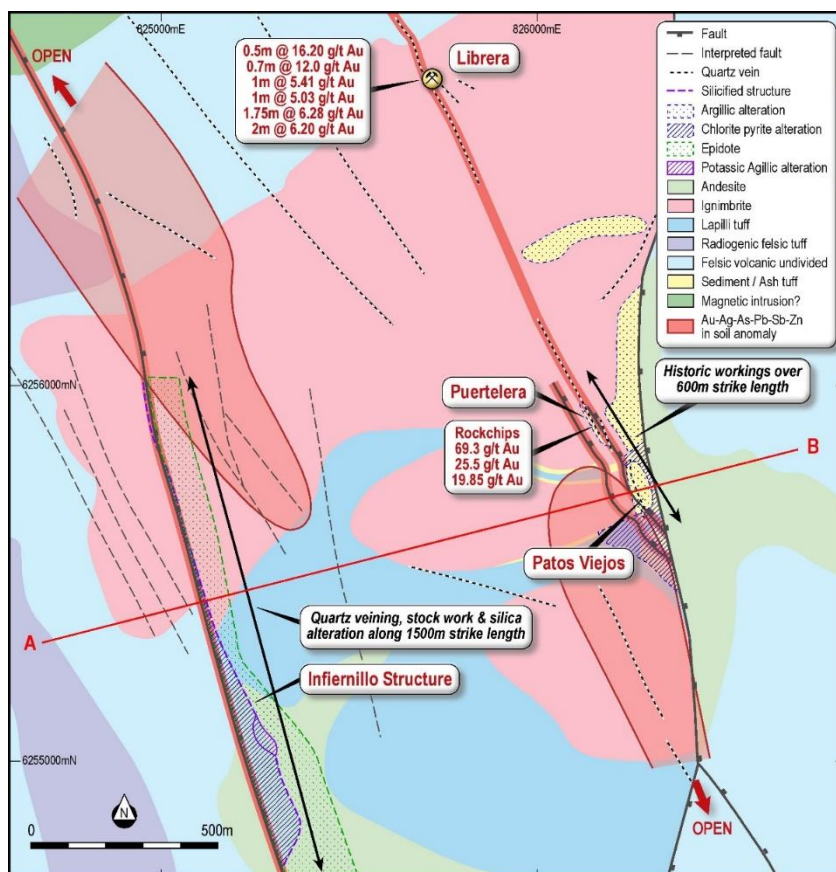 825000mE
826000mE
OPEN
0.5m @ 16.20 g/t Au
0.7m @ 12.0 g/t Au
1m @ 5.41 g/t Au
1m @ 5.03 g/t Au
1.75m @ 6.28 g/t Au
2m @ 6.20 g/t Au
Librera
Fault
Interpreted fault
Quartz vein
Silicified structure
Argillic alteration
Chlorite pyrite alteration
Epidote
Potassic Agillic alteration
Andesite
Ignimbrite
Lapilli tuff
Radiogenic felsic tuff
Felsic volcanic undivided
Sediment / Ash tuff
Magnetic intrusion?
Au-Ag-As-Pb-Sb-Zn
in soil anomaly
6256000mN
Historic workings over
600m strike length
Puertelera
Rockchips
69.3 g/t Au
25.5 g/t Au
19.85 g/t Au
B
Patos Viejos
A
Quartz veining, stock work & silica
alteration along 1500m strike length
Infiernillo Structure
6255000mN
N
0
500m
OPEN